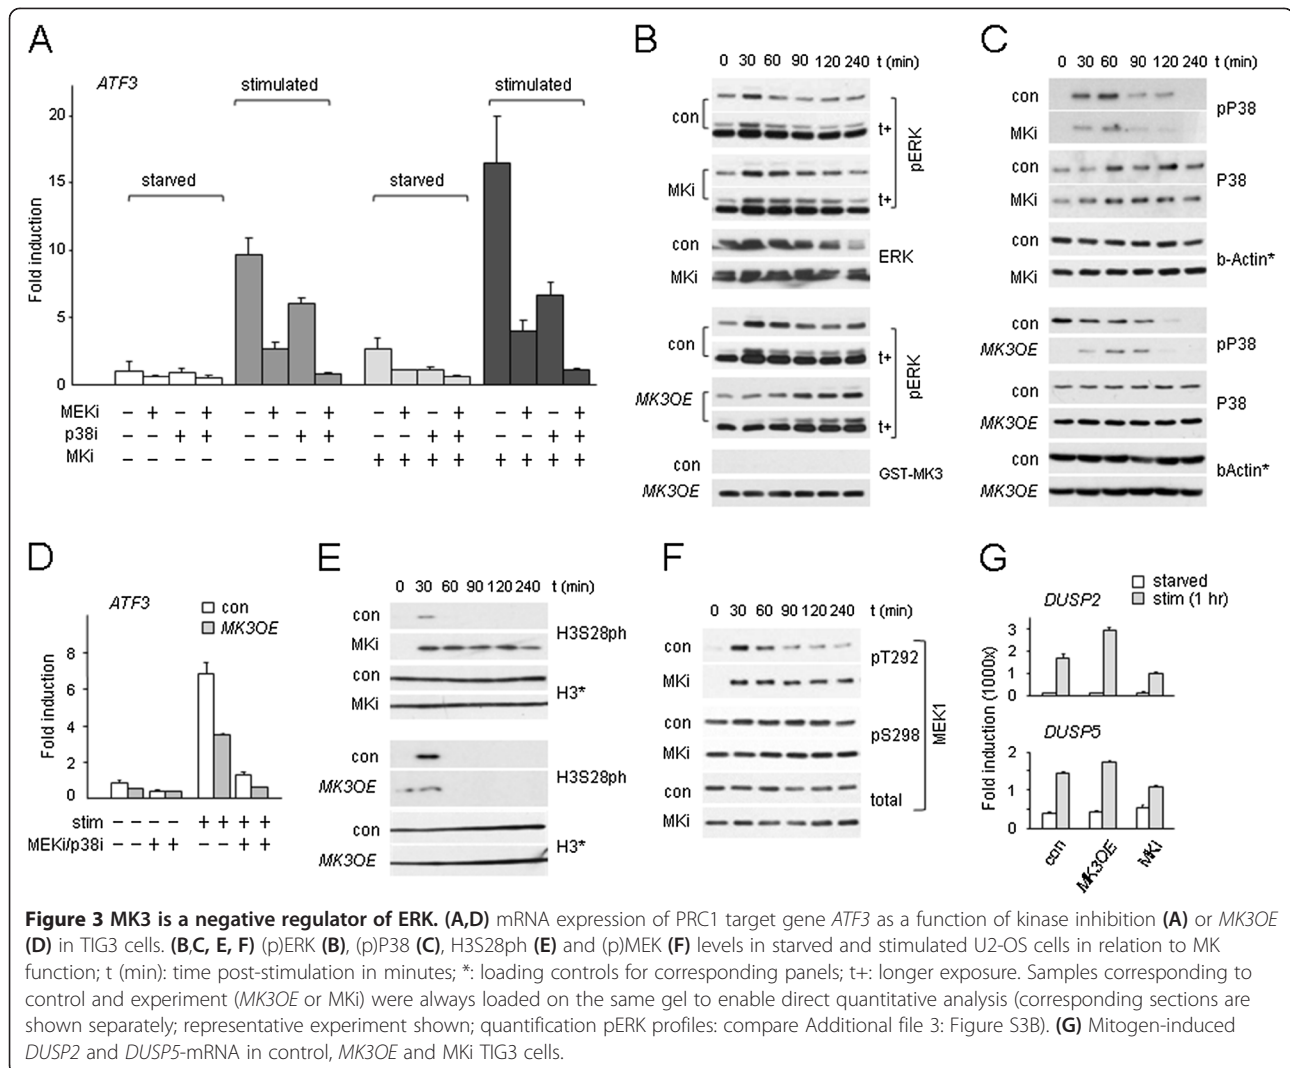 A
ATF3
stimulated
stimulated
starved
starved
Fold induction
20
15
10
5
0
MEKi − + − + − + − + − + − + − + − +
p38i − − + + − − + + − − + + − − + +
MKi − − − − − − − − + + + + + + + +
B
0 30 60 90 120 240 t (min)
con
t+
MKi
t+
pERK
con
MKi
ERK
con
t+
MK3OE
t+
pERK
con
MK3OE
GST-MK3
C
0 30 60 90 120 240 t (min)
con
MKi
pP38
con
MKi
P38
con
MKi
b-Actin*
con
MK3OE
pP38
con
MK3OE
P38
con
MK3OE
bActin*
D
ATF3
con
MK3OE
Fold induction
8
6
4
2
0
stim − − − − + + + +
MEKi/p38i − − + + − − + +
E
0 30 60 90 120 240 t (min)
con
MKi
H3S28ph
con
MKi
H3*
con
MK3OE
H3S28ph
con
MK3OE
H3*
F
0 30 60 90 120 240 t (min)
con
MKi
pT292
con
MKi
pS298
con
MKi
total
MEK1
G
starved
stim (1 hr)
DUSP2
3
2
1
0
DUSP5
2
1
0
Fold induction (1000x)
con MK3OE MKi
Figure 3 MK3 is a negative regulator of ERK. (A,D) mRNA expression of PRC1 target gene ATF3 as a function of kinase inhibition (A) or MK3OE
(D) in TIG3 cells. (B,C, E, F) (p)ERK (B), (p)P38 (C), H3S28ph (E) and (p)MEK (F) levels in starved and stimulated U2-OS cells in relation to MK
function; t (min): time post-stimulation in minutes; *: loading controls for corresponding panels; t+: longer exposure. Samples corresponding to
control and experiment (MK3OE or MKi) were always loaded on the same gel to enable direct quantitative analysis (corresponding sections are
shown separately; representative experiment shown; quantification pERK profiles: compare Additional file 3: Figure S3B). (G) Mitogen-induced
DUSP2 and DUSP5-mRNA in control, MK3OE and MKi TIG3 cells.